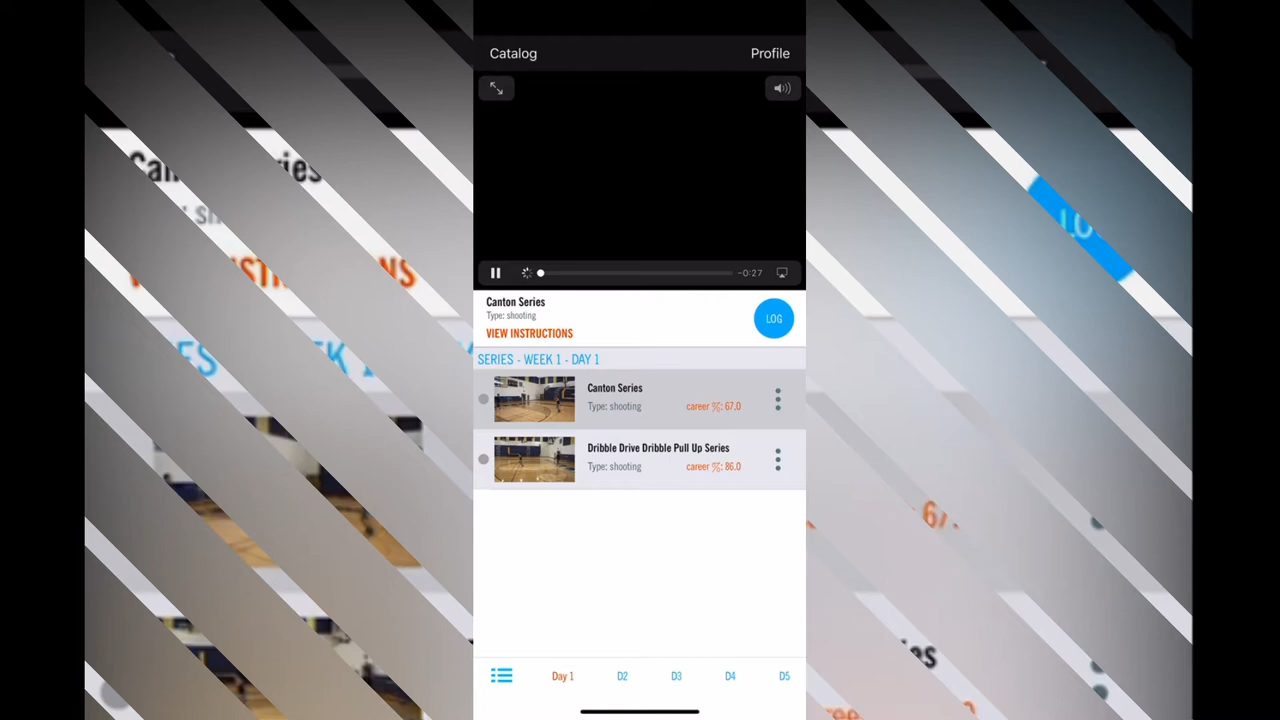 Catalog
Profile
-0:27
Canton Series
Type: shooting
VIEW INSTRUCTIONS
LOG
SERIES - WEEK 1 - DAY 1
Canton Series
Type: shooting
career %: 67.0
Dribble Drive Dribble Pull Up Series
Type: shooting
career %: 86.0
Day 1
D2
D3
D4
D5